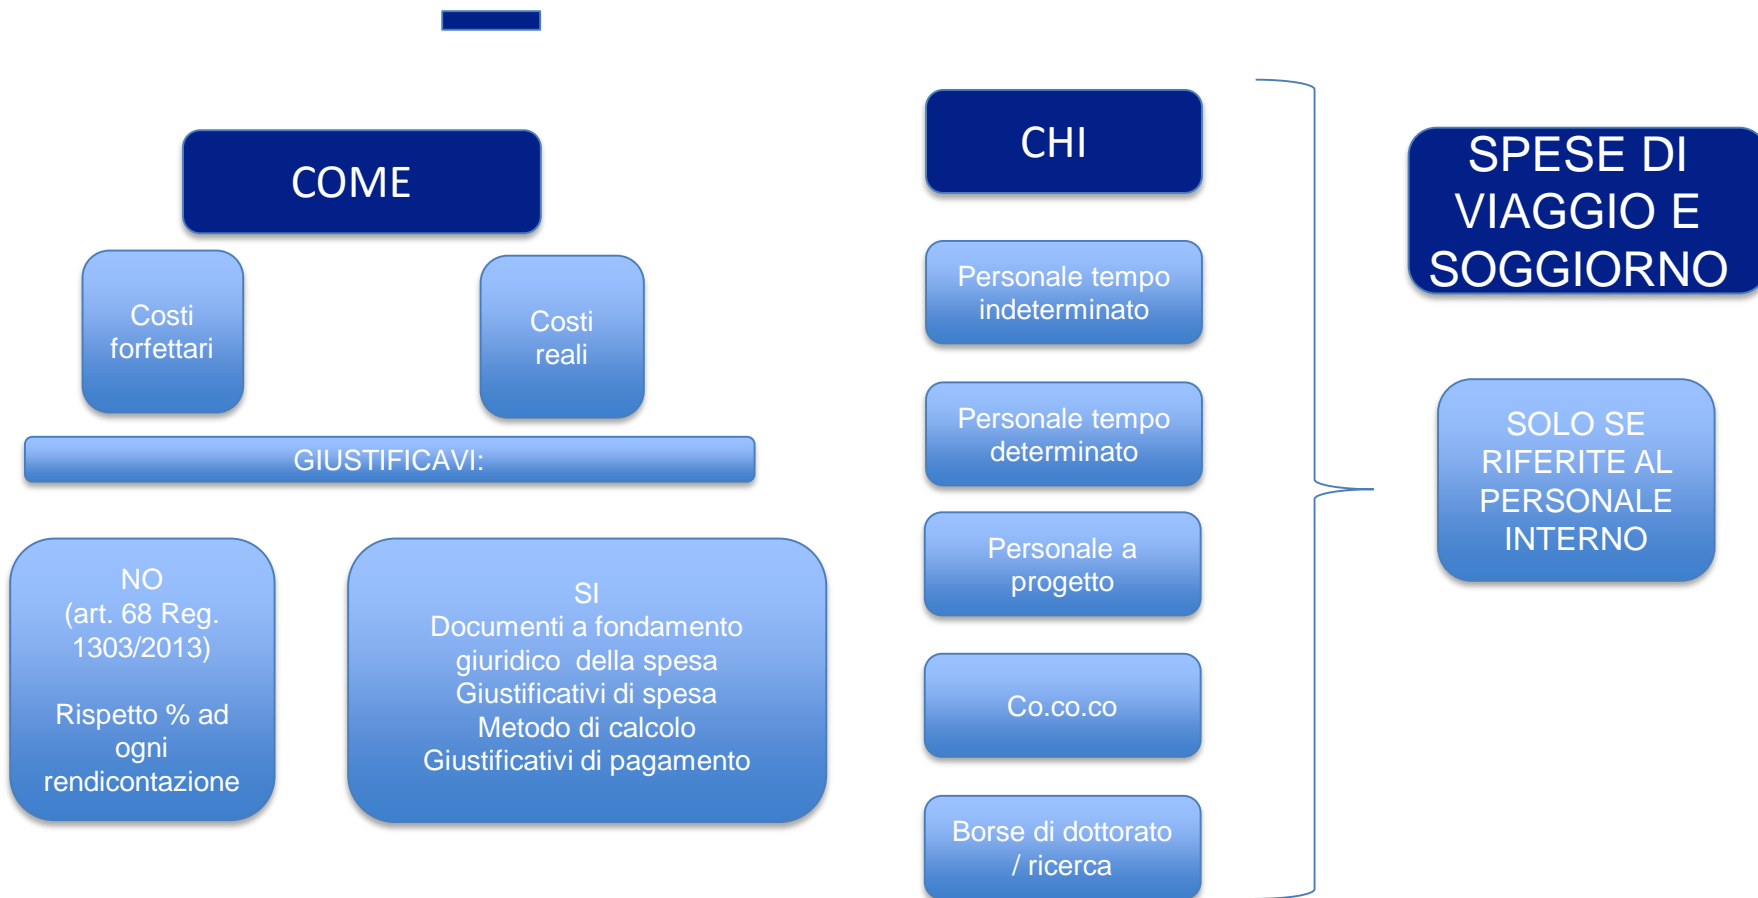 COME
Costi
forfettari
Costi
reali
GIUSTIFICAVI:
NO
(art. 68 Reg.
1303/2013)
Rispetto % ad
ogni
rendicontazione
SI
Documenti a fondamento
giuridico della spesa
Giustificativi di spesa
Metodo di calcolo
Giustificativi di pagamento
CHI
Personale tempo
indeterminato
Personale tempo
determinato
Personale a
progetto
Co.co.co
Borse di dottorato
/ ricerca
SPESE DI
VIAGGIO E
SOGGIORNO
SOLO SE
RIFERITE AL
PERSONALE
INTERNO